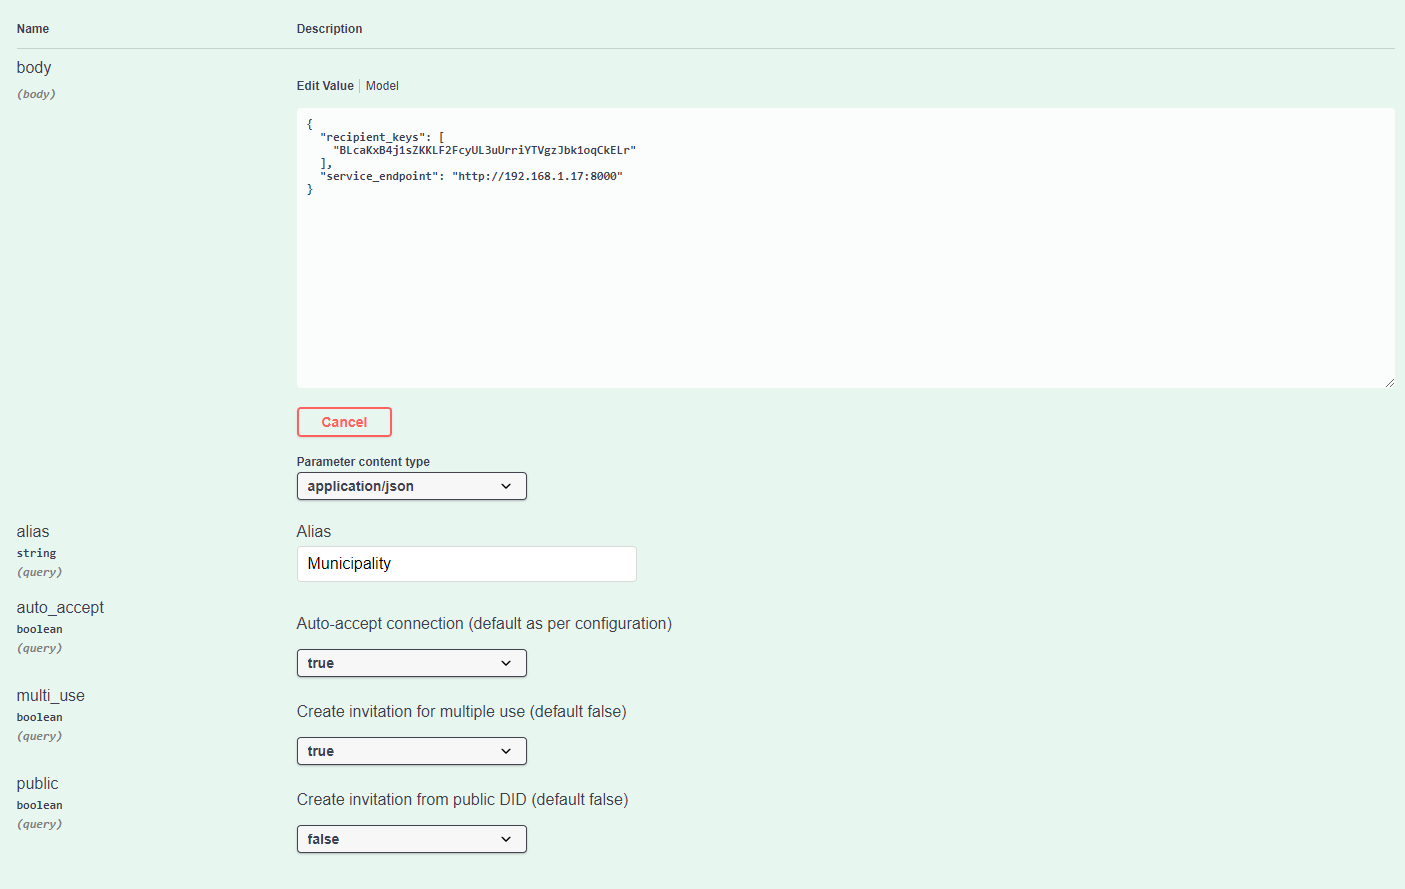 Name Description
body
(body)
Edit Value Model
{
"recipient_keys": [
"BLcaKxB4j1sZKKLF2FcyUL3uUrriYTVgzJbk1oqCkELr"
],
"service_endpoint": "http://192.168.1.17:8000"
}
Cancel
Parameter content type
application/json
alias
string
(query)
Alias
Municipality
auto_accept
boolean
(query)
Auto-accept connection (default as per configuration)
true
multi_use
boolean
(query)
Create invitation for multiple use (default false)
true
public
boolean
(query)
Create invitation from public DID (default false)
false